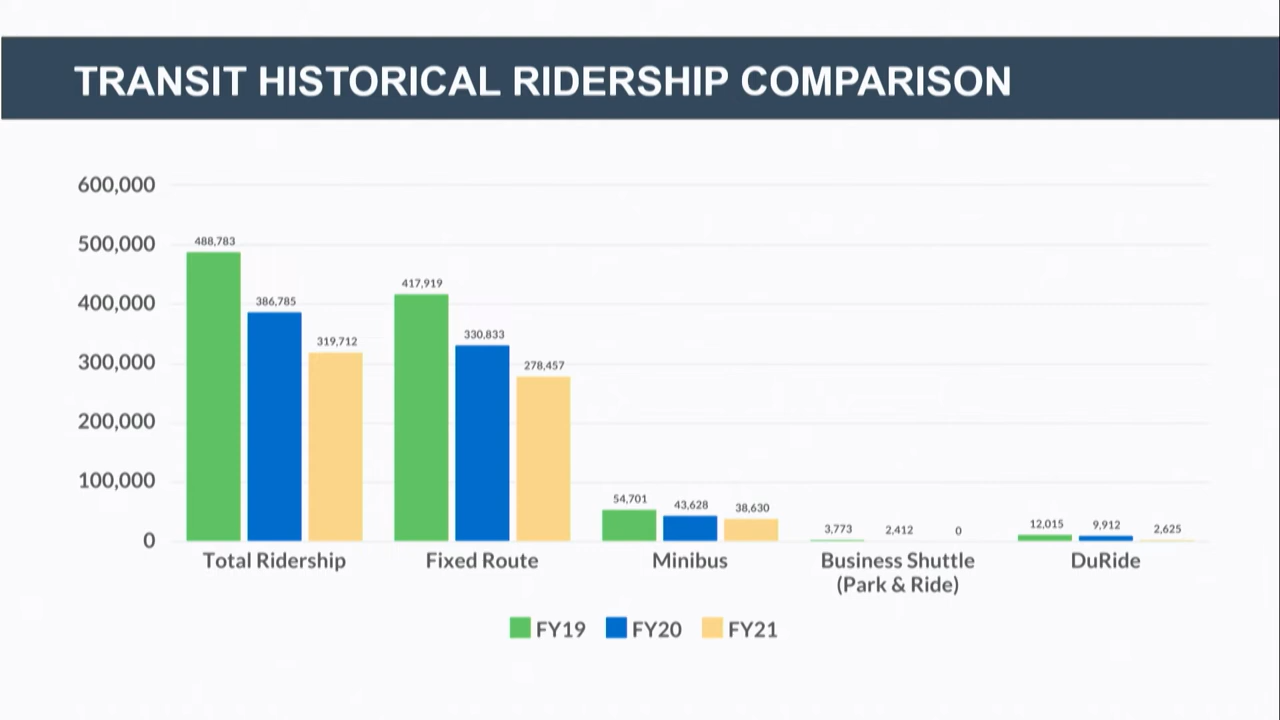 TRANSIT HISTORICAL RIDERSHIP COMPARISON
600,000
500,000
400,000
300,000
200,000
100,000
0
488,783
386,785
319,712
417,919
330,833
278,457
54,701
43,628
38,630
3,773
2,412
0
12,015
9,912
2,625
Total Ridership
Fixed Route
Minibus
Business Shuttle
(Park & Ride)
DuRide
FY19
FY20
FY21